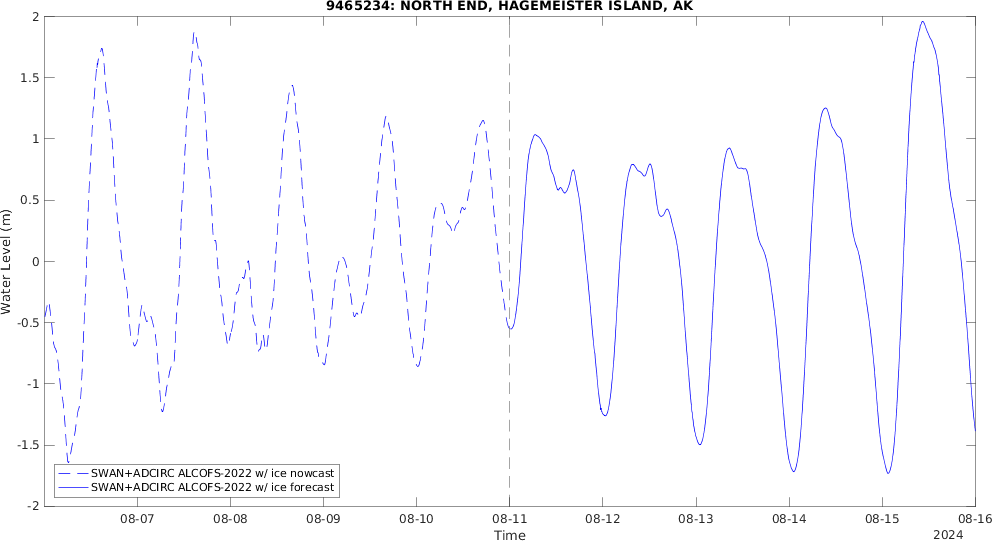 9465234: NORTH END, HAGEMEISTER ISLAND, AK
2
1.5
1
0.5
0
-0.5
-1
-1.5
-2
Water Level (m)
SWAN+ADCIRC ALCOFS-2022 w/ ice nowcast
SWAN+ADCIRC ALCOFS-2022 w/ ice forecast
08-07 08-08 08-09 08-10 08-11 08-12 08-13 08-14 08-15 08-16
Time
2024